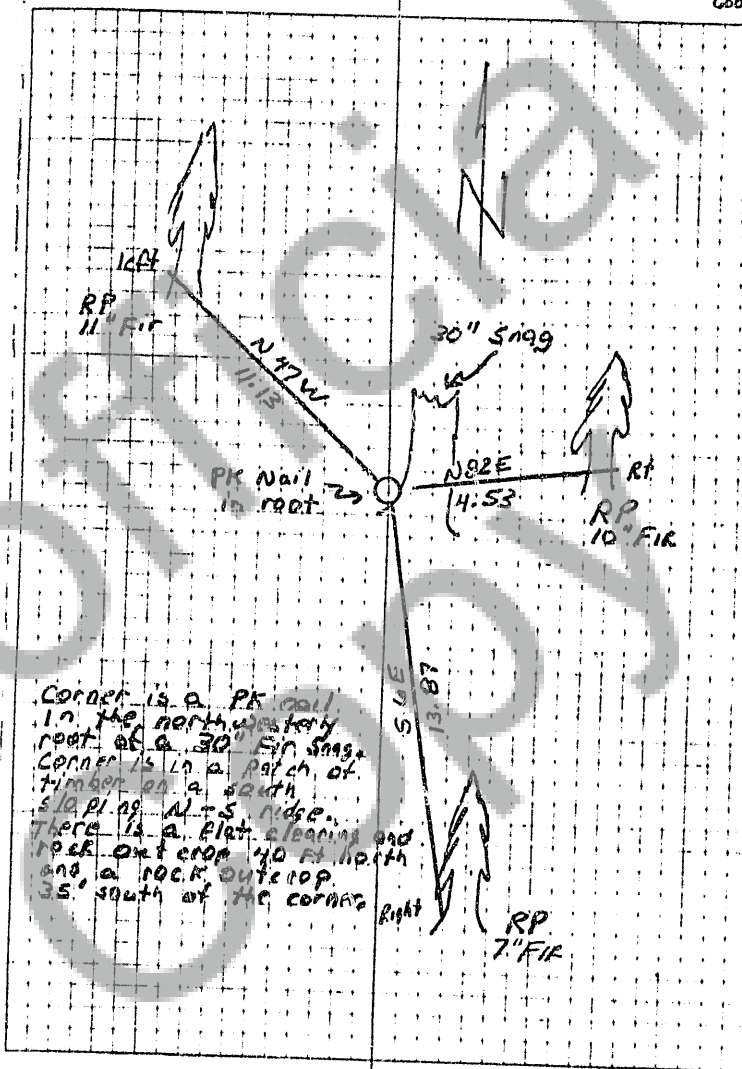 left
RP
11" Fir
N 47 W
11.13
30" Snag
PK Nail
in root
N82E
14.53
Rt
RP
10" FIR
Corner is a PK nail
in the northwesterly
root of a 30" Fir Snag.
Corner is in a Patch of
timber on a south
sloping N-S ridge.
There is a flat clearing and
rock outcrop 40 ft north
and a rock outcrop
35' south of the corner.
S 6 E
13.87
Right
RP
7" FIR
Official
Copy